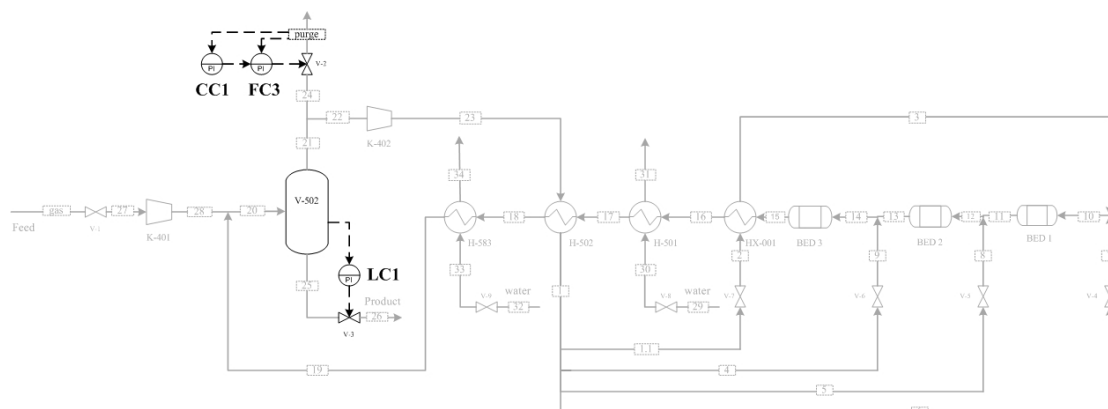 purge
PI
PI
V-2
CC1 FC3
24
22
23
3
K-402
21
34
31
V-502
gas
27
28
20
18
17
16
15
14
13
12
11
10
Feed
V-1
K-401
H-583
H-502
H-501
HX-001
BED 3
BED 2
BED 1
LC1
PI
33
30
2
9
8
25
Product
water
water
V-9
V-8
V-7
V-6
V-5
V-4
32
29
26
V-3
1.1
19
4
5